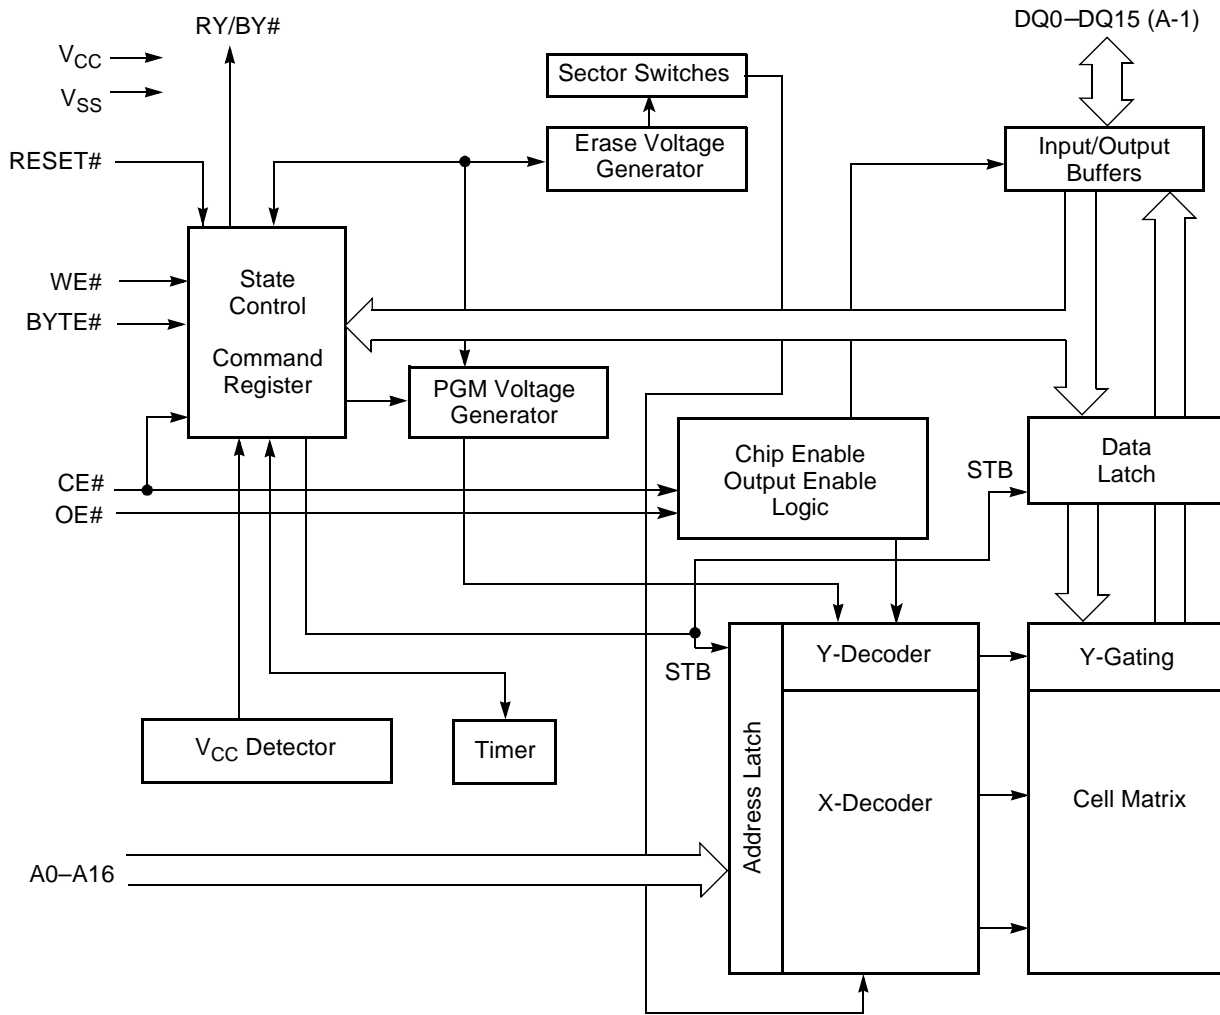 RY/BY#
DQ0–DQ15 (A-1)
VCC
VSS
Sector Switches
Erase Voltage
Generator
Input/Output
Buffers
RESET#
WE#
BYTE#
State
Control
Command
Register
PGM Voltage
Generator
Chip Enable
Output Enable
Logic
STB
Data
Latch
CE#
OE#
STB
Y-Decoder
Y-Gating
VCC Detector
Timer
Address Latch
X-Decoder
Cell Matrix
A0–A16